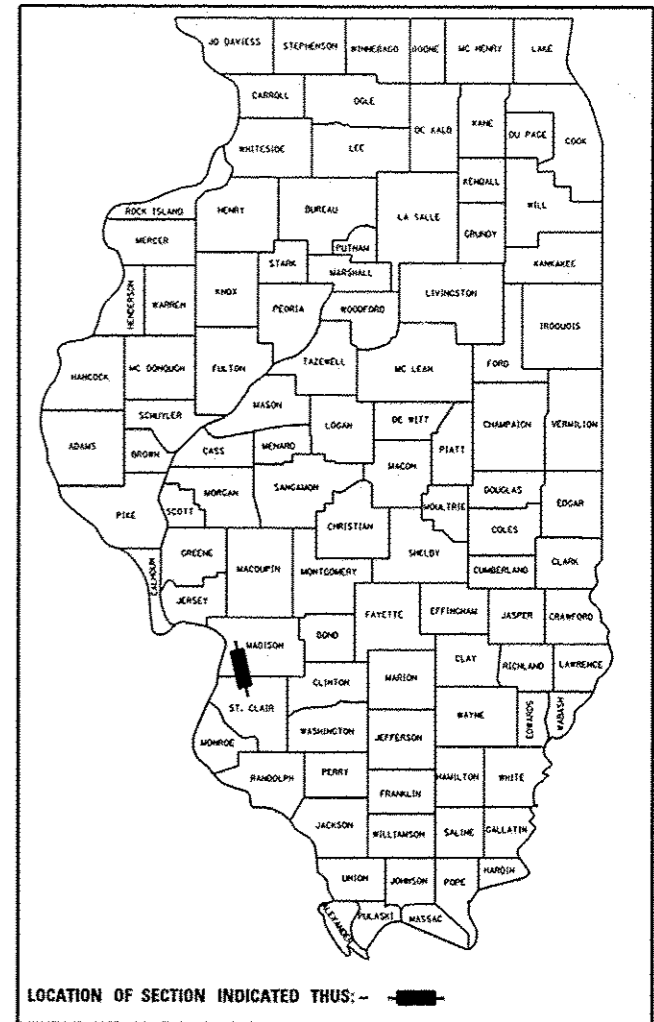 JO DAVIESS STEPHENSON WINNEBAGO BOONE MC HENRY LAKE
CARROLL OGLE DE KALB KANE DU PAGE COOK
WHITESIDE LEE
KENDALL WILL
ROCK ISLAND HENRY BUREAU LA SALLE GRUNDY
MERCER PUTNAM KANKAKEE
STARK MARSHALL
HENDERSON WARREN KNOX PEORIA WOODFORD LIVINGSTON IROQUOIS
HANCOCK MC DONOUGH FULTON TAZEWELL MC LEAN FORD
MASON
SCHUYLER LOGAN DE WITT CHAMPAIGN VERMILION
ADAMS BROWN CASS MENARD MACON PIATT
PIKE SCOTT MORGAN SANGAMON CHRISTIAN MOULTRIE DOUGLAS EDGAR
COLES
CALHOUN GREENE MACOUPIN MONTGOMERY SHELBY CUMBERLAND CLARK
JERSEY FAYETTE EFFINGHAM JASPER CRAWFORD
MADISON BOND CLAY RICHLAND LAWRENCE
CLINTON MARION
ST. CLAIR WAYNE EDWARDS WABASH
MONROE WASHINGTON JEFFERSON
RANDOLPH PERRY HAMILTON WHITE
FRANKLIN
JACKSON WILLIAMSON SALINE GALLATIN
UNION JOHNSON POPE HARDIN
ALEXANDER PULASKI MASSAC
LOCATION OF SECTION INDICATED THUS: -